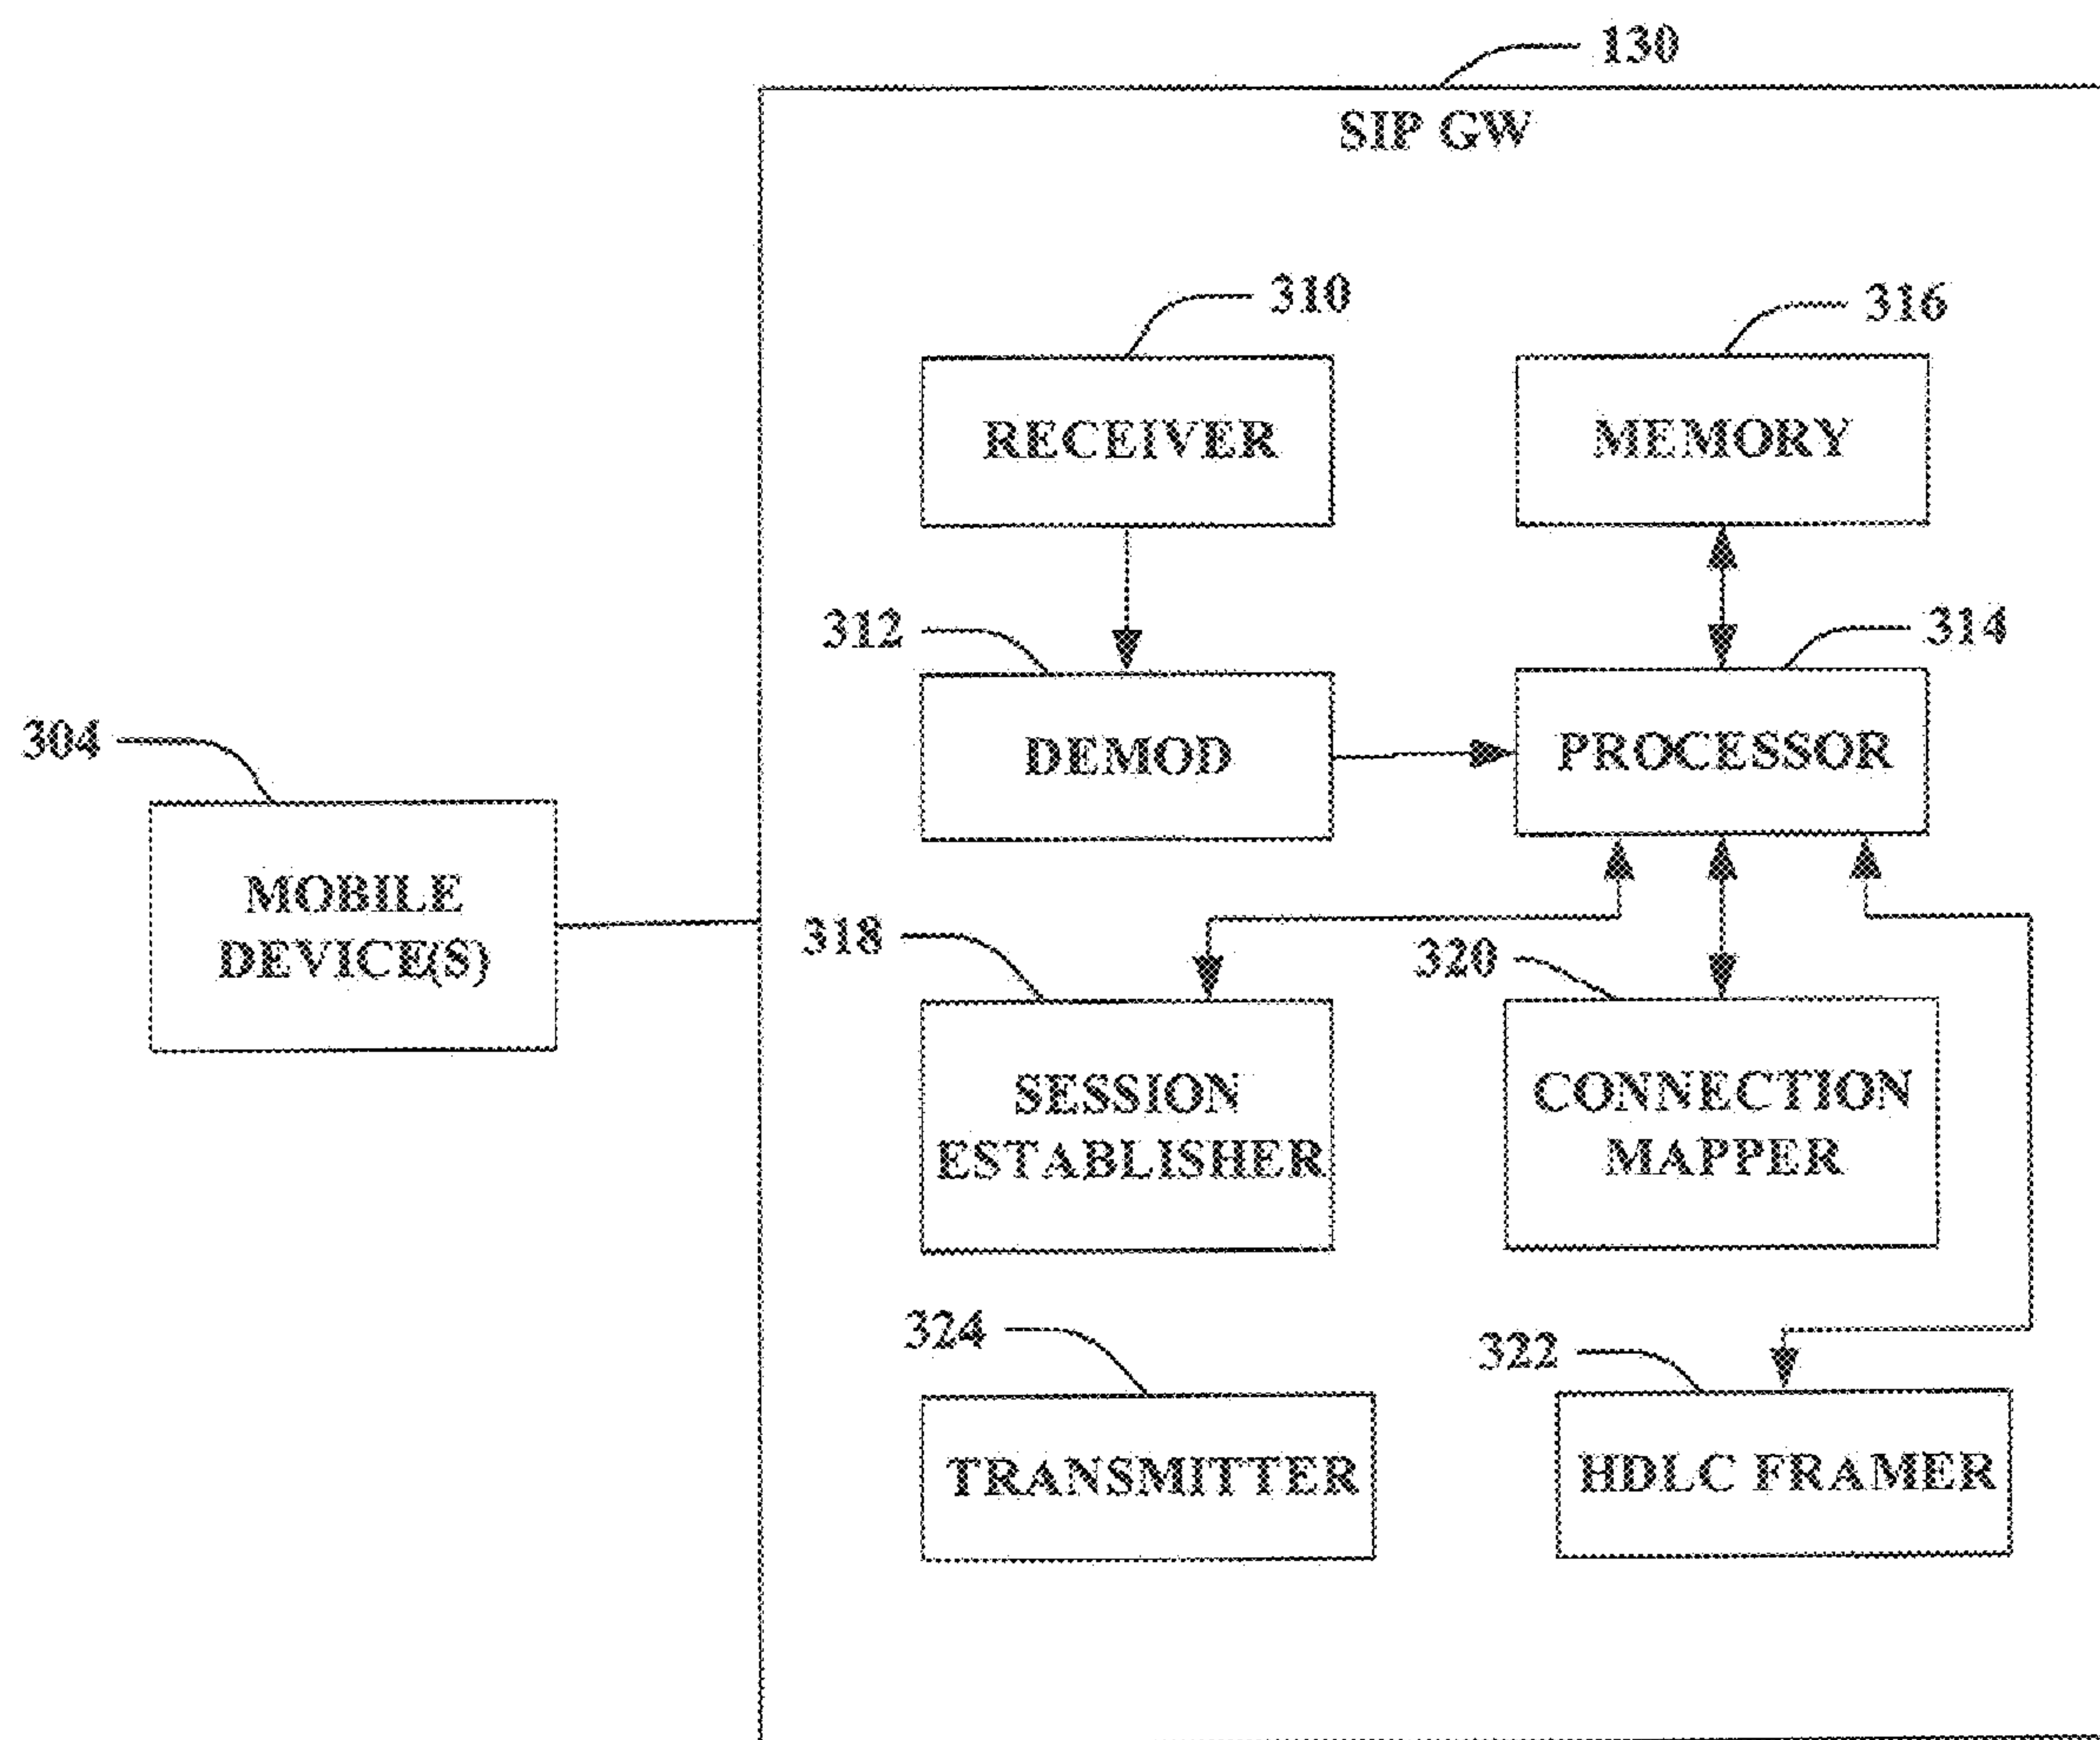 130
SIP GW
310
316
RECEIVER
MEMORY
312
314
304
DEMOD
PROCESSOR
MOBILE
DEVICE(S)
318
320
SESSION
ESTABLISHER
CONNECTION
MAPPER
324
322
TRANSMITTER
HDLC FRAMER